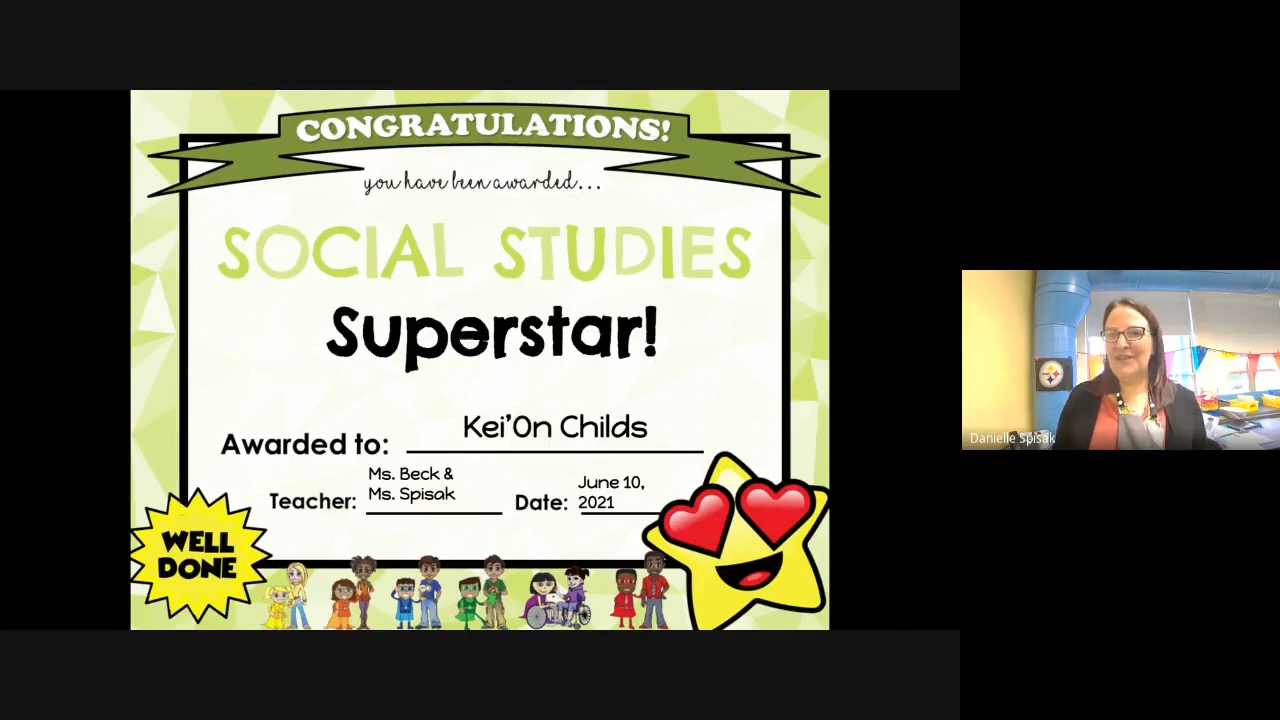 CONGRATULATIONS!
you have been awarded...
SOCIAL STUDIES
Superstar!
Awarded to: Kei'On Childs
Teacher: Ms. Beck &
Ms. Spisak
Date: June 10,
2021
WELL
DONE
Danielle Spisak